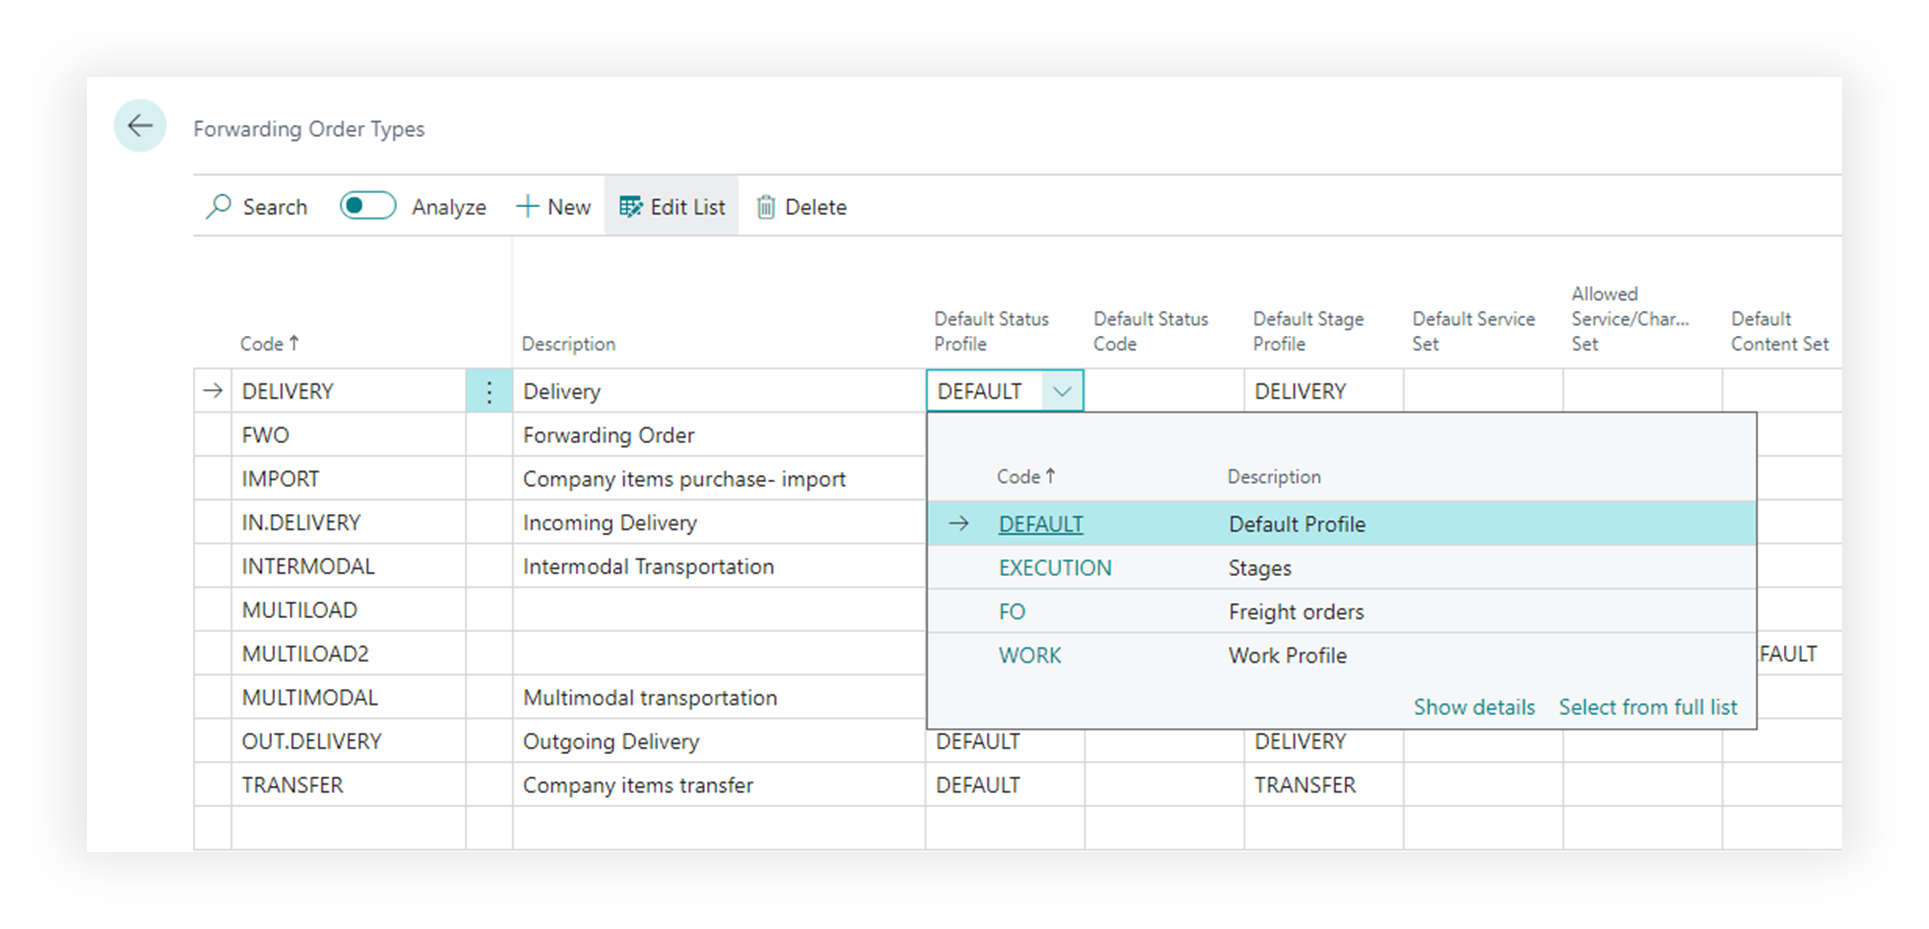 Forwarding Order Types
Search Analyze New Edit List Delete
Code ↑ Description Default Status Profile Default Status Code Default Stage Profile Default Service Set Allowed Service/Char... Set Default Content Set
→ DELIVERY Delivery DEFAULT DELIVERY
FWO Forwarding Order
IMPORT Company items purchase- import
IN.DELIVERY Incoming Delivery
INTERMODAL Intermodal Transportation
MULTILOAD
MULTILOAD2 FAULT
MULTIMODAL Multimodal transportation
OUT.DELIVERY Outgoing Delivery DEFAULT DELIVERY
TRANSFER Company items transfer DEFAULT TRANSFER
Code ↑ Description
→ DEFAULT Default Profile
EXECUTION Stages
FO Freight orders
WORK Work Profile
Show details Select from full list